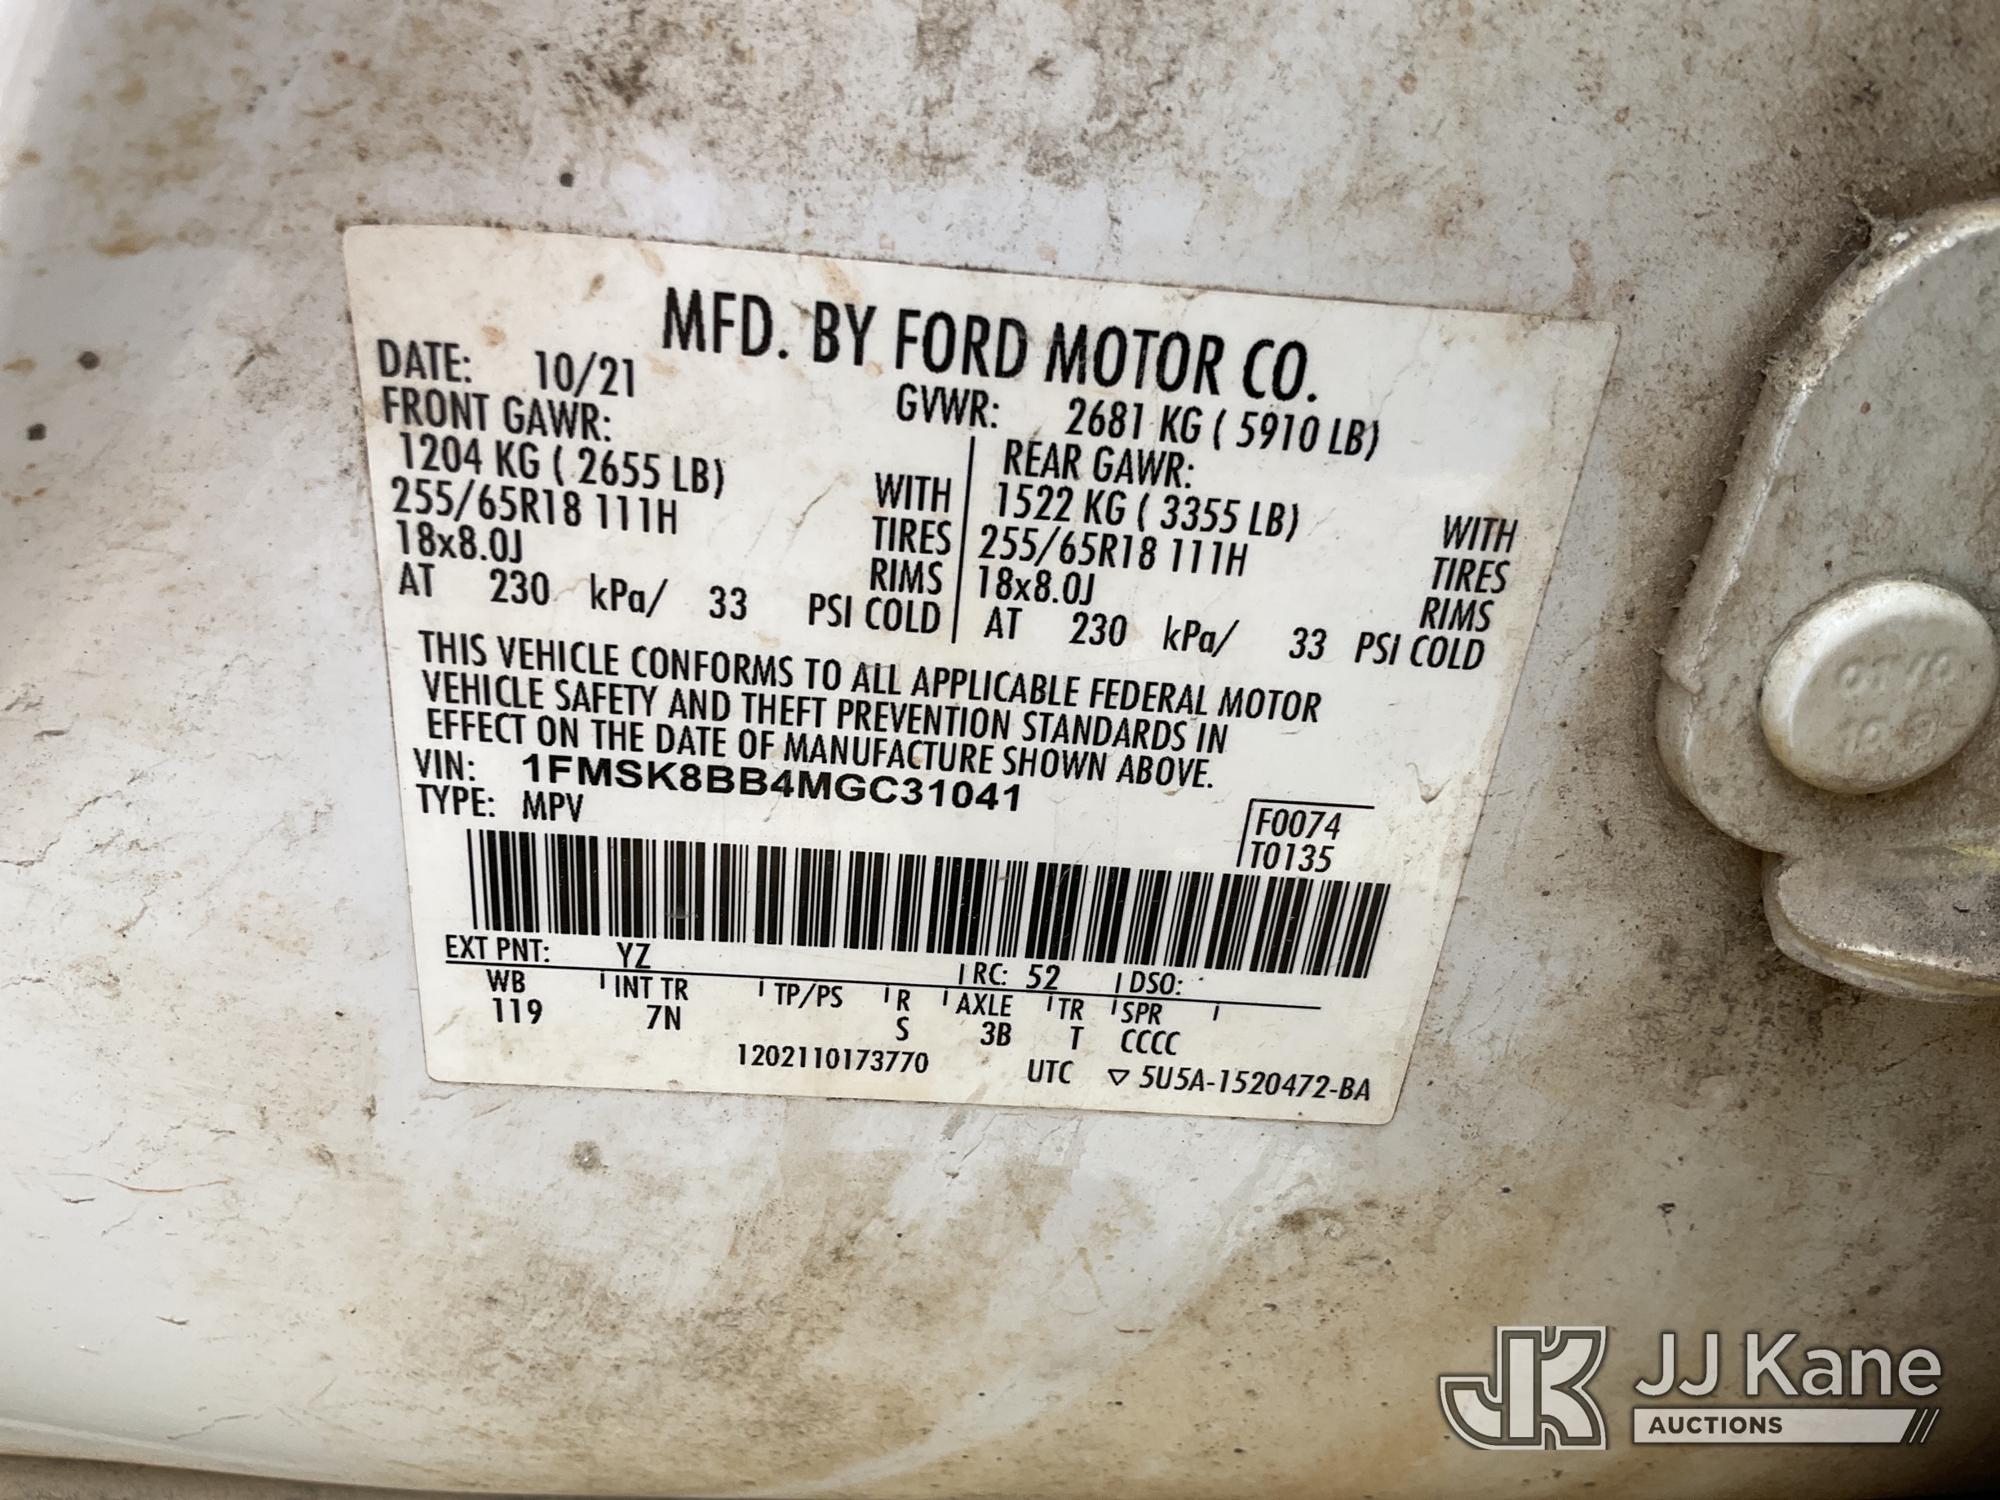 MFD. BY FORD MOTOR CO.
DATE: 10/21 GVWR: 2681 KG ( 5910 LB)
FRONT GAWR: REAR GAWR:
1204 KG ( 2655 LB) WITH 1522 KG ( 3355 LB) WITH
255/65R18 111H TIRES 255/65R18 111H TIRES
18x8.0J RIMS 18x8.0J RIMS
AT 230 kPa/ 33 PSI COLD AT 230 kPa/ 33 PSI COLD
THIS VEHICLE CONFORMS TO ALL APPLICABLE FEDERAL MOTOR
VEHICLE SAFETY AND THEFT PREVENTION STANDARDS IN
EFFECT ON THE DATE OF MANUFACTURE SHOWN ABOVE.
VIN: 1FMSK8BB4MGC31041
TYPE: MPV
F0074
T0135
EXT PNT: YZ RC: 52 DSO:
WB INT TR TP/PS R AXLE TR SPR
119 7N S 3B T CCCC
1202110173770 UTC ▽ 5U5A-1520472-BA
JK JJ Kane
AUCTIONS